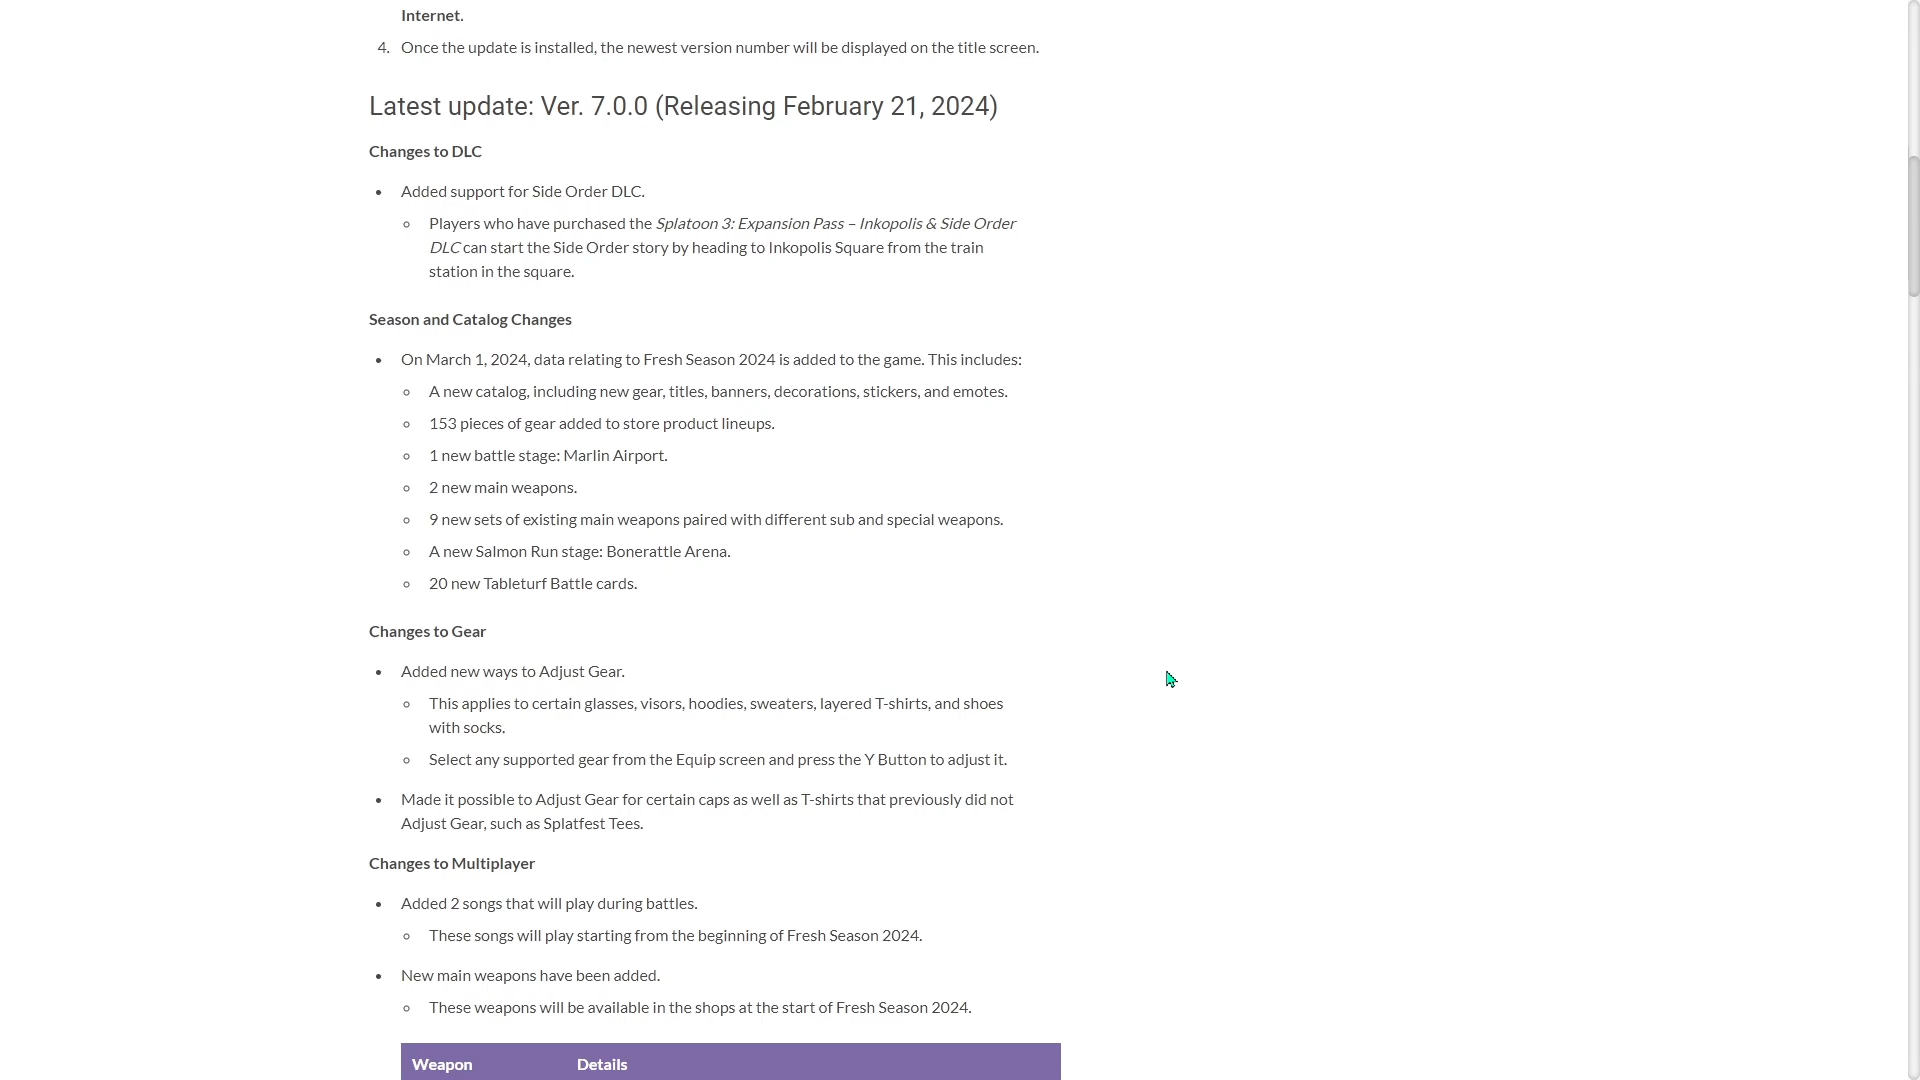 Internet.
4. Once the update is installed, the newest version number will be displayed on the title screen.
Latest update: Ver. 7.0.0 (Releasing February 21, 2024)
Changes to DLC
• Added support for Side Order DLC.
◦ Players who have purchased the Splatoon 3: Expansion Pass – Inkopolis & Side Order
DLC can start the Side Order story by heading to Inkopolis Square from the train
station in the square.
Season and Catalog Changes
• On March 1, 2024, data relating to Fresh Season 2024 is added to the game. This includes:
◦ A new catalog, including new gear, titles, banners, decorations, stickers, and emotes.
◦ 153 pieces of gear added to store product lineups.
◦ 1 new battle stage: Marlin Airport.
◦ 2 new main weapons.
◦ 9 new sets of existing main weapons paired with different sub and special weapons.
◦ A new Salmon Run stage: Bonerattle Arena.
◦ 20 new Tableturf Battle cards.
Changes to Gear
• Added new ways to Adjust Gear.
◦ This applies to certain glasses, visors, hoodies, sweaters, layered T-shirts, and shoes
with socks.
◦ Select any supported gear from the Equip screen and press the Y Button to adjust it.
• Made it possible to Adjust Gear for certain caps as well as T-shirts that previously did not
Adjust Gear, such as Splatfest Tees.
Changes to Multiplayer
• Added 2 songs that will play during battles.
◦ These songs will play starting from the beginning of Fresh Season 2024.
• New main weapons have been added.
◦ These weapons will be available in the shops at the start of Fresh Season 2024.
Weapon Details